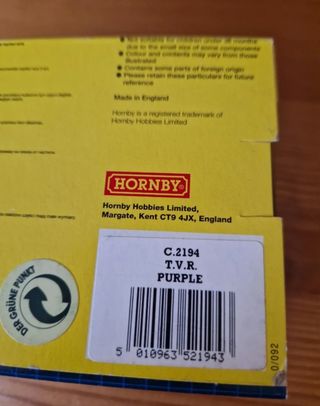 Not suitable for children under 36 months
due to the small size of some components
Colour and contents may vary from those
illustrated
Contains some parts of foreign origin
Please retain these particulars for future
reference
Made in England
Hornby is a registered trademark of
Hornby Hobbies Limited
HORNBY
Hornby Hobbies Limited,
Margate, Kent CT9 4JX, England
C.2194
T.V.R.
PURPLE
5 010963 521943
DER GRÜNE PUNKT
0/092